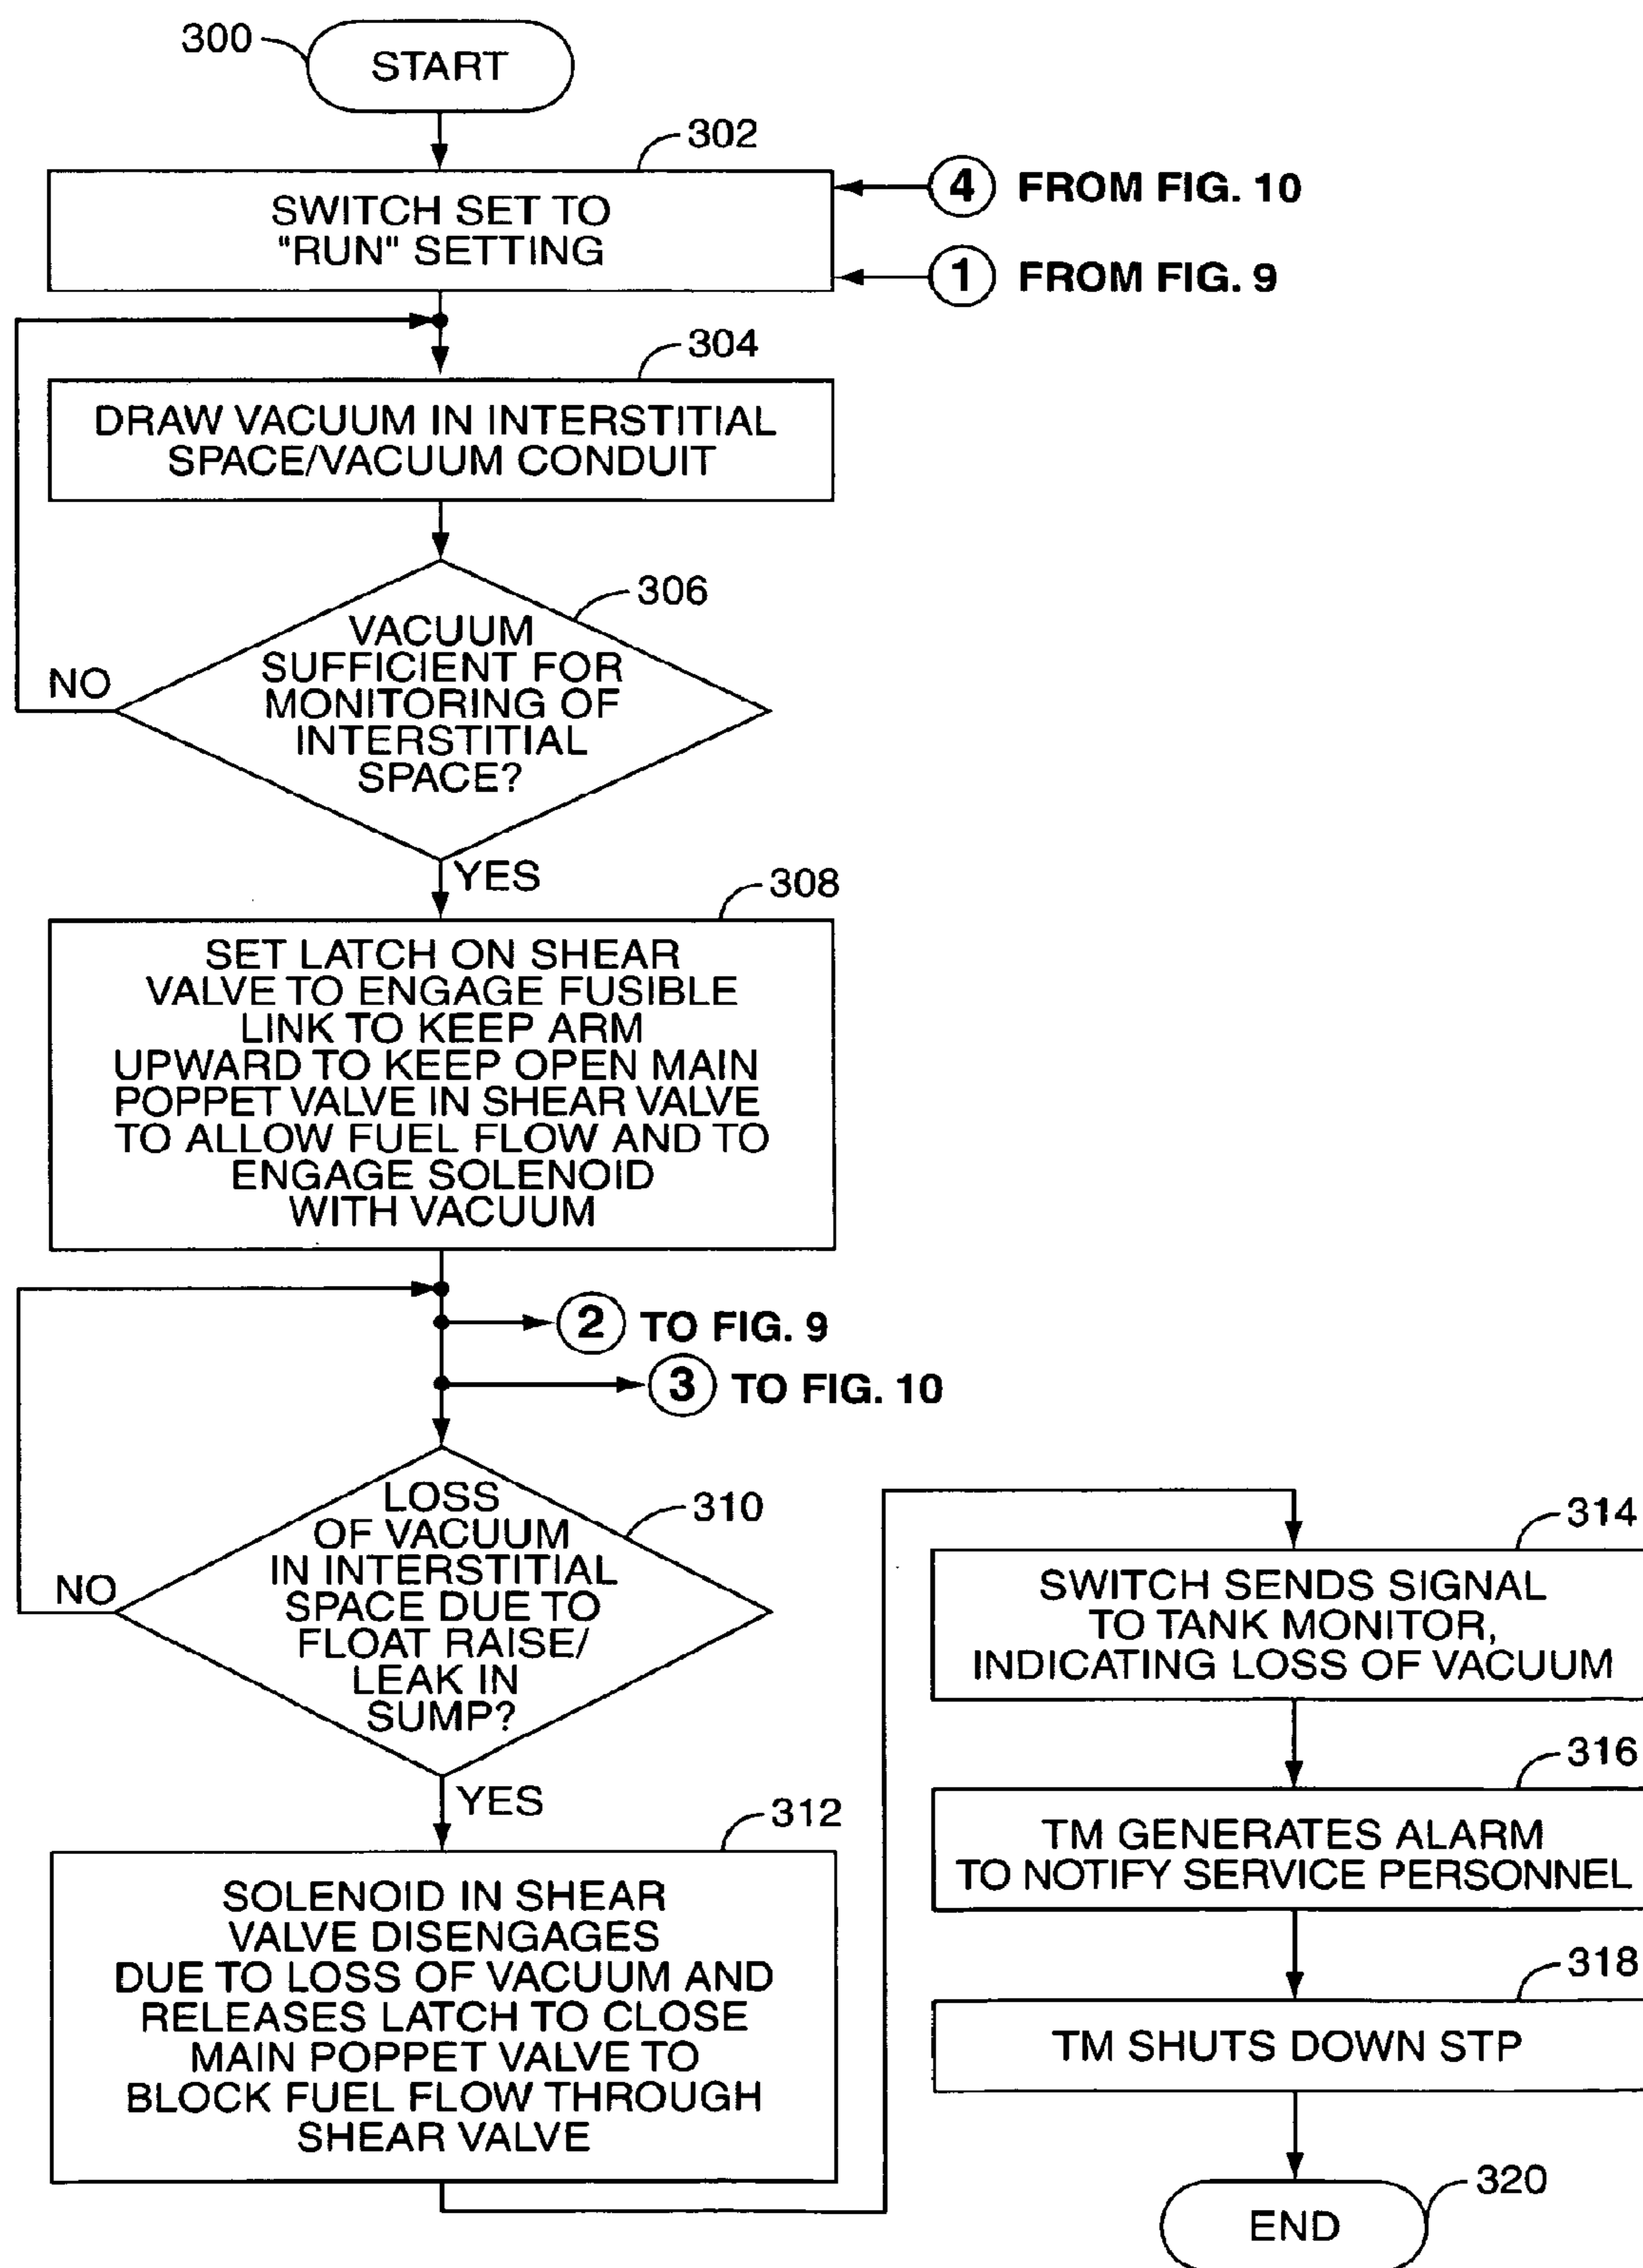 300
START
302
SWITCH SET TO
"RUN" SETTING
4 FROM FIG. 10
1 FROM FIG. 9
304
DRAW VACUUM IN INTERSTITIAL
SPACE/VACUUM CONDUIT
306
VACUUM
SUFFICIENT FOR
MONITORING OF
INTERSTITIAL
SPACE?
NO
YES
308
SET LATCH ON SHEAR
VALVE TO ENGAGE FUSIBLE
LINK TO KEEP ARM
UPWARD TO KEEP OPEN MAIN
POPPET VALVE IN SHEAR VALVE
TO ALLOW FUEL FLOW AND TO
ENGAGE SOLENOID
WITH VACUUM
2 TO FIG. 9
3 TO FIG. 10
310
LOSS
OF VACUUM
IN INTERSTITIAL
SPACE DUE TO
FLOAT RAISE/
LEAK IN
SUMP?
NO
YES
312
SOLENOID IN SHEAR
VALVE DISENGAGES
DUE TO LOSS OF VACUUM AND
RELEASES LATCH TO CLOSE
MAIN POPPET VALVE TO
BLOCK FUEL FLOW THROUGH
SHEAR VALVE
314
SWITCH SENDS SIGNAL
TO TANK MONITOR,
INDICATING LOSS OF VACUUM
316
TM GENERATES ALARM
TO NOTIFY SERVICE PERSONNEL
318
TM SHUTS DOWN STP
320
END